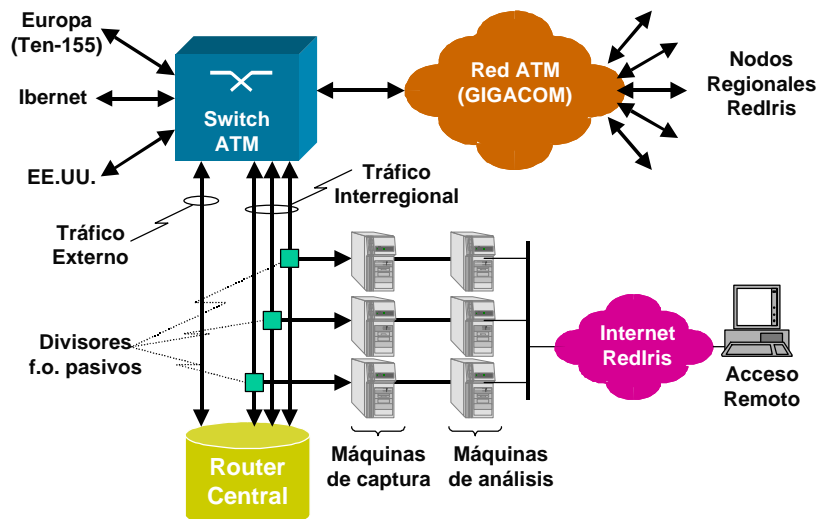 Europa
(Ten-155)
Ibernet
EE.UU.
Switch
ATM
Red ATM
(GIGACOM)
Nodos
Regionales
RedIris
Tráfico
Interregional
Tráfico
Externo
Divisores
f.o. pasivos
Internet
RedIris
Acceso
Remoto
Router
Central
Máquinas
de captura
Máquinas
de análisis